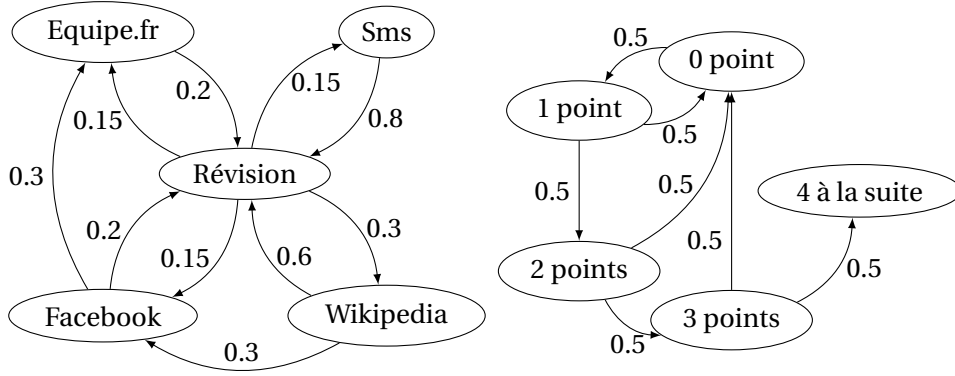 Equipe.fr
Sms
0.2
0.15
0.15
0.8
Révision
0.3
0.2
0.15
0.6
0.3
Facebook
Wikipedia
0.3
0.5
0 point
1 point
0.5
0.5
0.5
4 à la suite
0.5
2 points
0.5
3 points
0.5